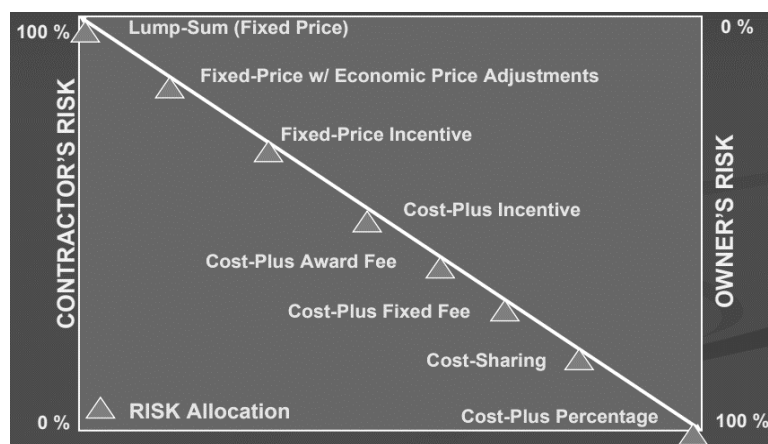 100 %
Lump-Sum (Fixed Price)
0 %
Fixed-Price w/ Economic Price Adjustments
Fixed-Price Incentive
CONTRACTOR'S RISK
OWNER'S RISK
Cost-Plus Incentive
Cost-Plus Award Fee
Cost-Plus Fixed Fee
Cost-Sharing
RISK Allocation
Cost-Plus Percentage
0 %
100 %